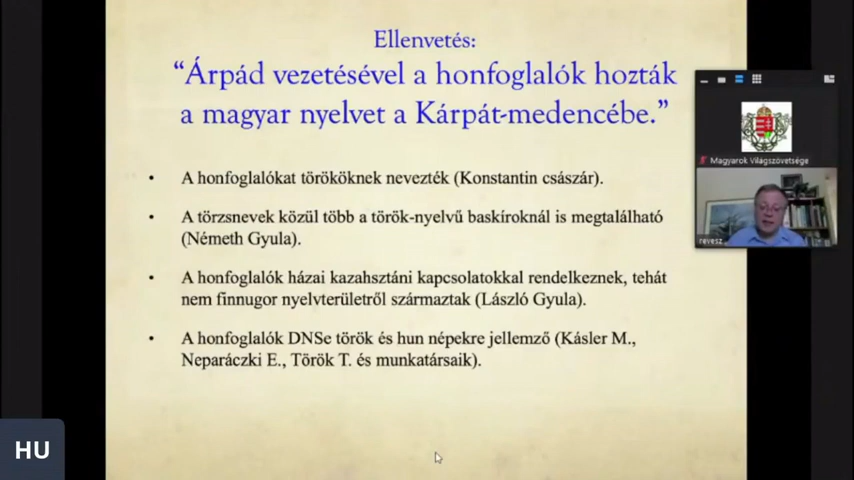 Ellenvetés:
“Árpád vezetésével a honfoglalók hozták
a magyar nyelvet a Kárpát-medencébe.”
• A honfoglalókat törököknek nevezték (Konstantin császár).
• A törzsnevek közül több a török-nyelvű baskíroknál is megtalálható
(Németh Gyula).
• A honfoglalók házai kazahsztáni kapcsolatokkal rendelkeznek, tehát
nem finnugor nyelvterületről származtak (László Gyula).
• A honfoglalók DNSe török és hun népekre jellemző (Kásler M.,
Neparáczki E., Török T. és munkatársaik).
Magyarok Világszövetsége
revesz
HU